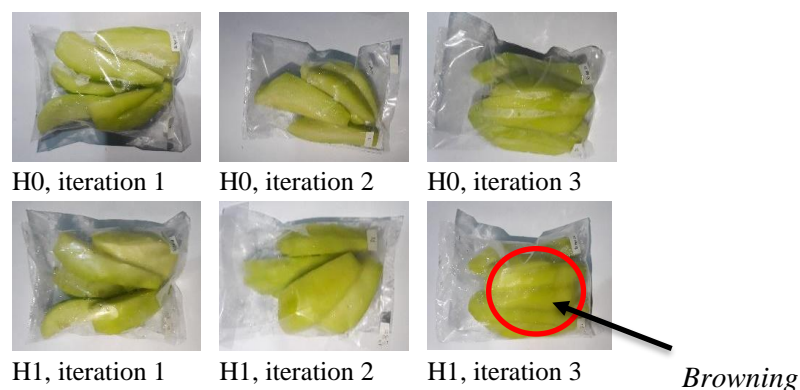 H0, iteration 1
H0, iteration 2
H0, iteration 3
H1, iteration 1
H1, iteration 2
H1, iteration 3
Browning